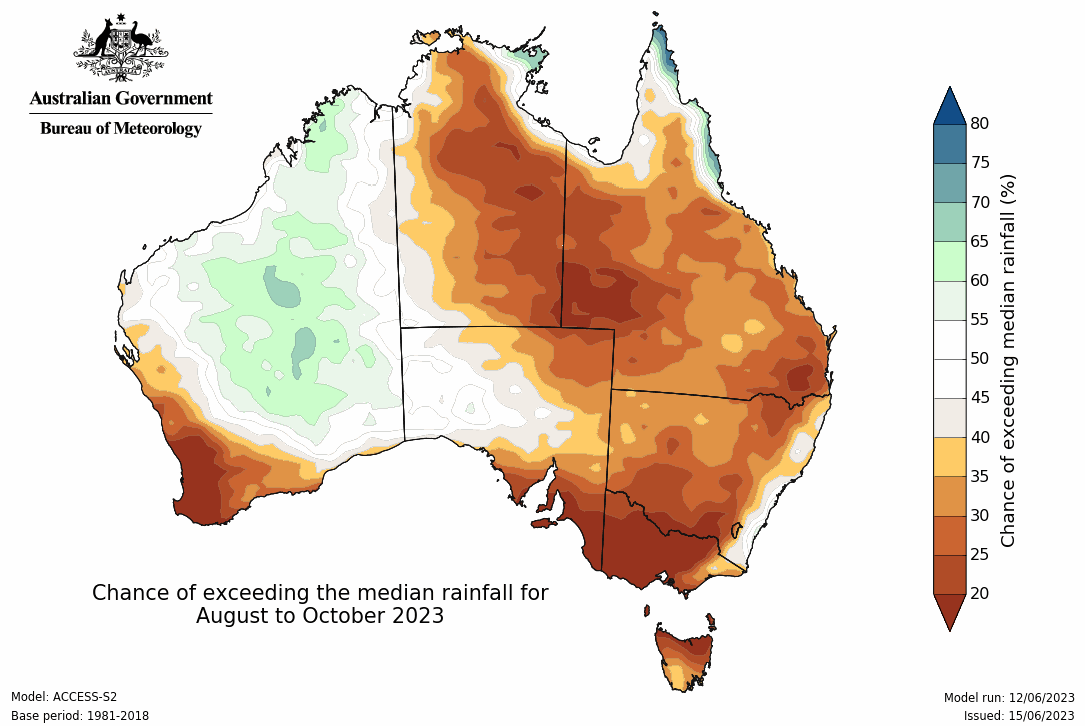 Australian Government
Bureau of Meteorology
80
75
70
65
60
55
50
45
40
35
30
25
20
Chance of exceeding median rainfall (%)
Chance of exceeding the median rainfall for
August to October 2023
Model: ACCESS-S2
Base period: 1981-2018
Model run: 12/06/2023
Issued: 15/06/2023